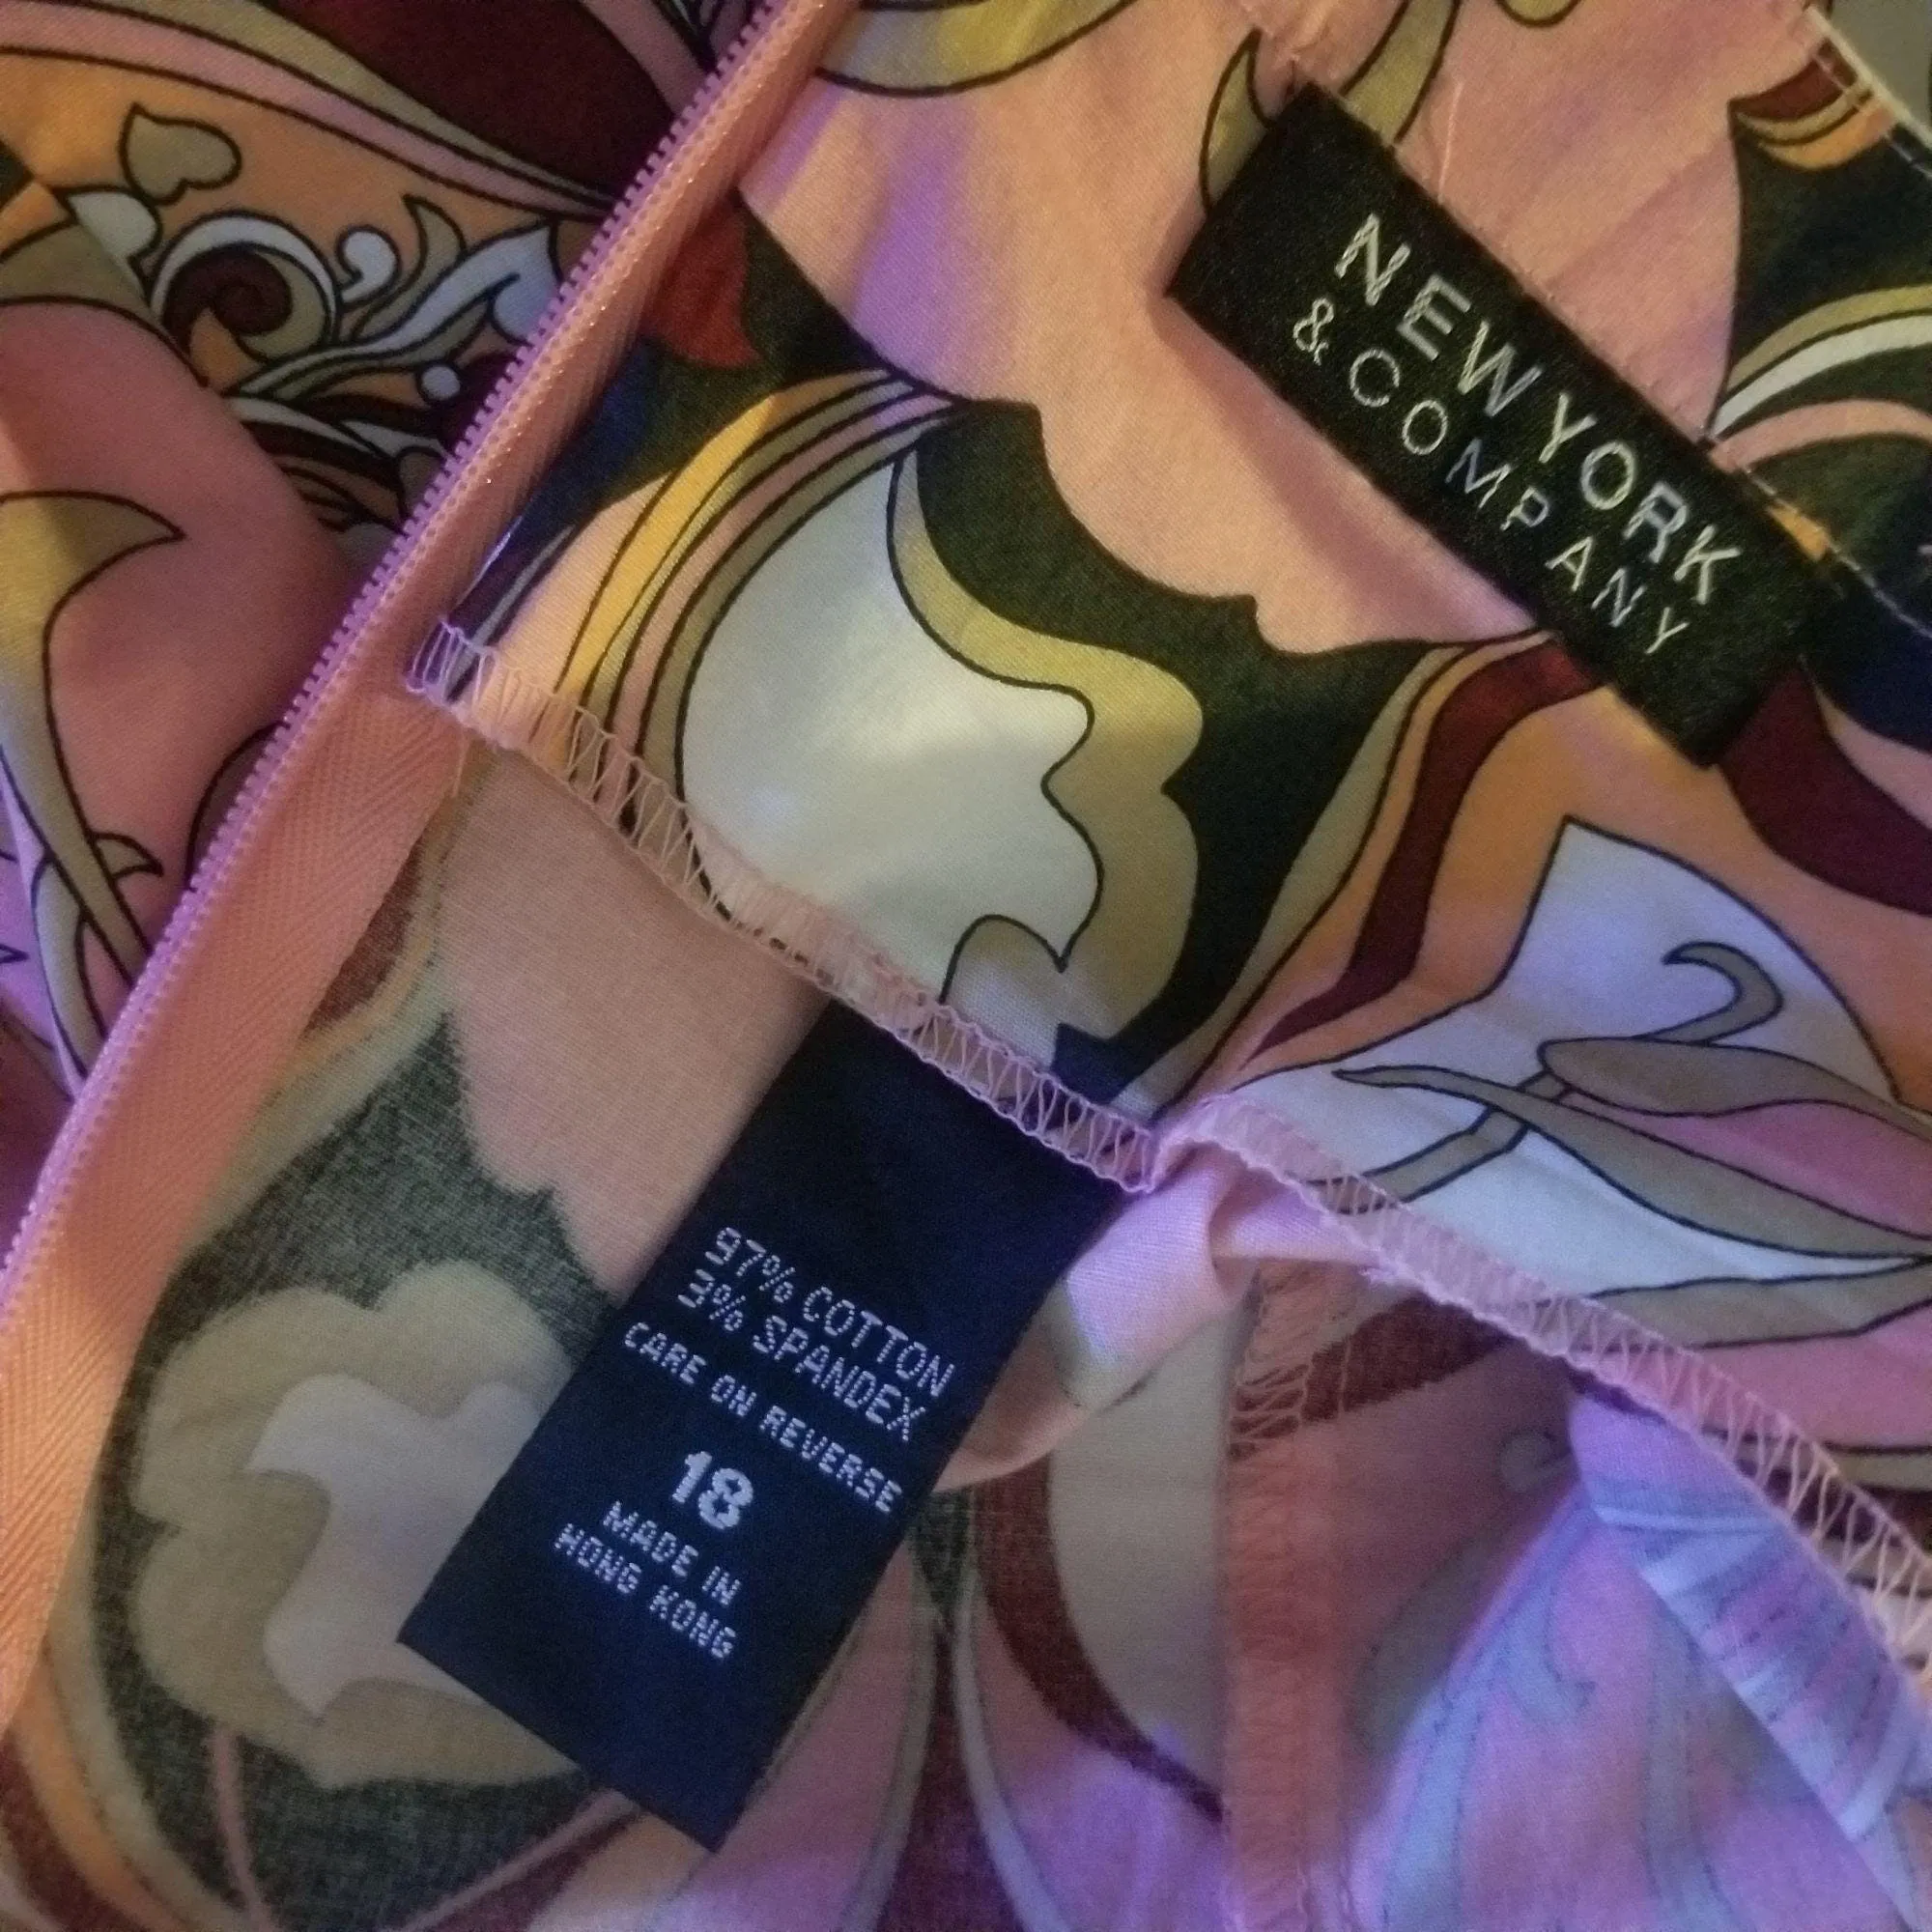 NEW YORK
& COMPANY
97% COTTON
3% SPANDEX
CARE ON REVERSE
18
MADE IN
HONG KONG